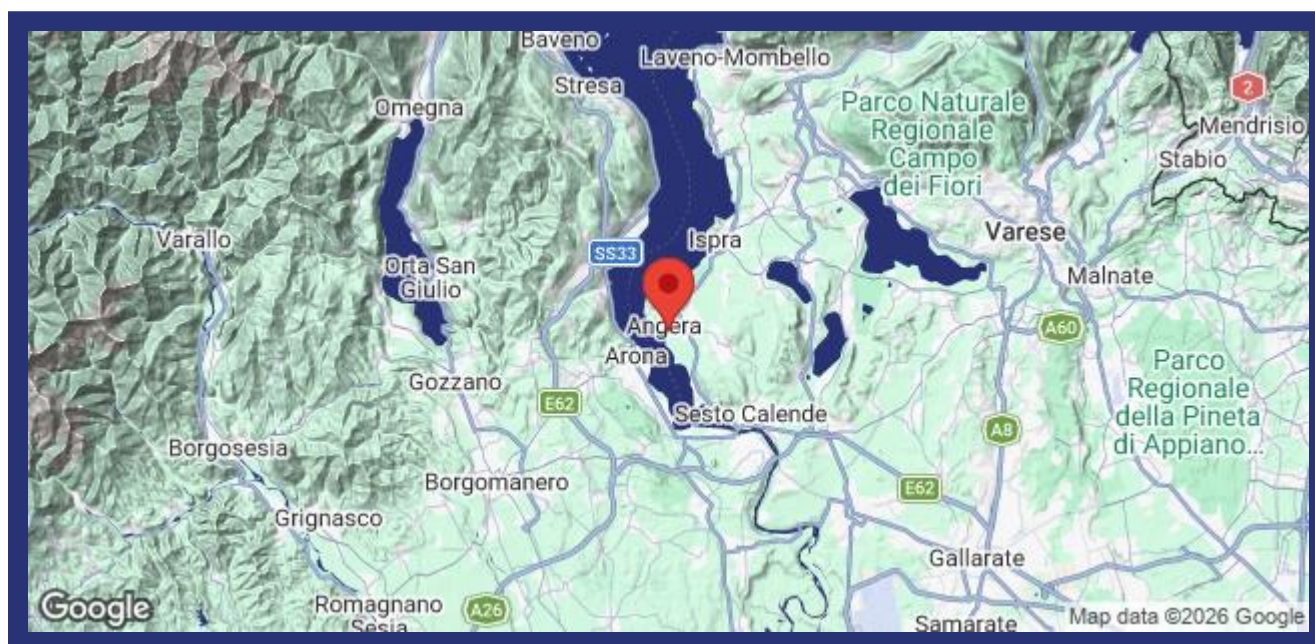 Baveno
Laveno-Mombello
Stresa
2
Omegna
Parco Naturale
Regionale
Campo
dei Fiori
Mendrisio
Stabio
Varallo
Ispra
Varese
SS33
Orta San
Giulio
Malnate
Angera
A60
Arona
Gozzano
Parco
Regionale
della Pineta
di Appiano...
E62
Sesto Calende
A8
Borgosesia
Borgomanero
E62
Grignasco
Gallarate
Romagnano
Sesia
A26
Samarate
Google
Map data ©2026 Google